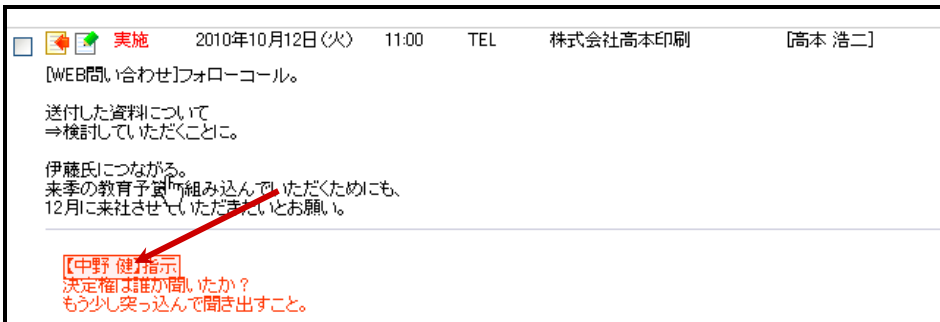 実施 2010年10月12日(火) 11:00 TEL 株式会社高本印刷 [高本 浩二]
[WEB問い合わせ]フォローコール。
送付した資料について
⇒検討していただくことに。
伊藤氏につながる。
来季の教育予算 組み込んでいただくためにも、
12月に来社させていただきたいとお願い。
【中野 健】指示
決定権は誰か聞いたか？
もう少し突っ込んで聞き出すこと。